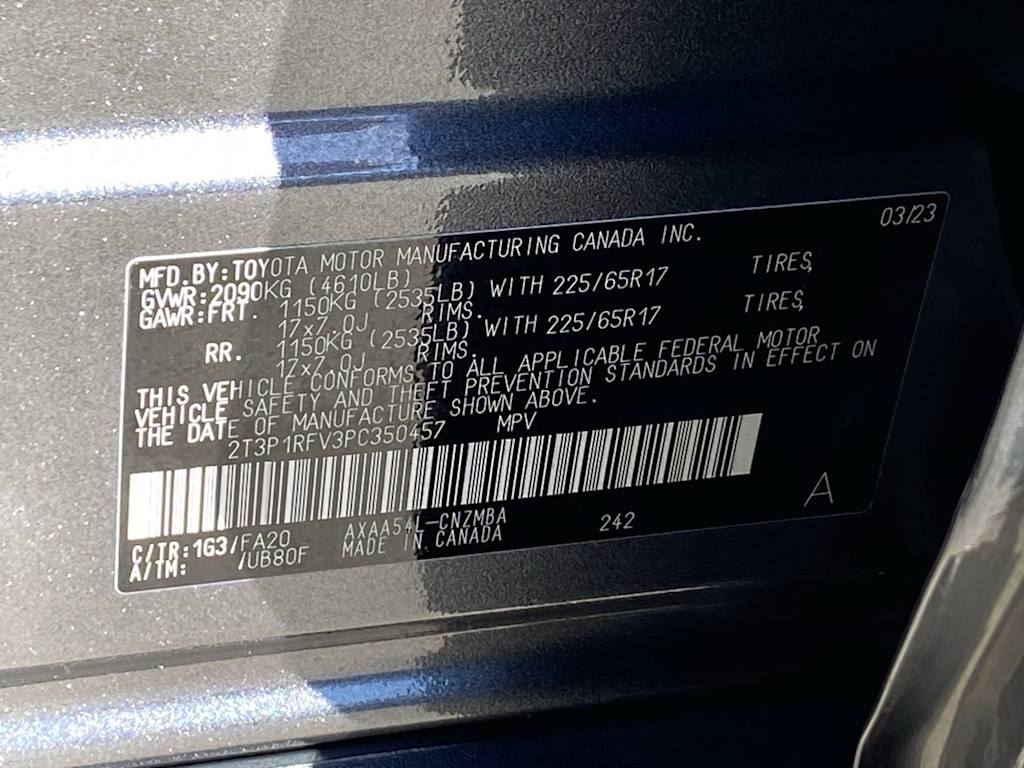 03/23
MFD.BY:TOYOTA MOTOR MANUFACTURING CANADA INC.
GVWR:2090KG (4610LB)
GAWR:FRT. 1150KG (2535LB) WITH 225/65R17 TIRES,
17x7.0J RIMS.
RR. 1150KG (2535LB) WITH 225/65R17 TIRES,
17x7.0J RIMS.
THIS VEHICLE CONFORMS TO ALL APPLICABLE FEDERAL MOTOR
VEHICLE SAFETY AND THEFT PREVENTION STANDARDS IN EFFECT ON
THE DATE OF MANUFACTURE SHOWN ABOVE.
2T3P1RFV3PC350457 MPV
A
C/TR:1G3/FA20 AXAA54L-CNZMBA 242
A/TM: /UB80F MADE IN CANADA